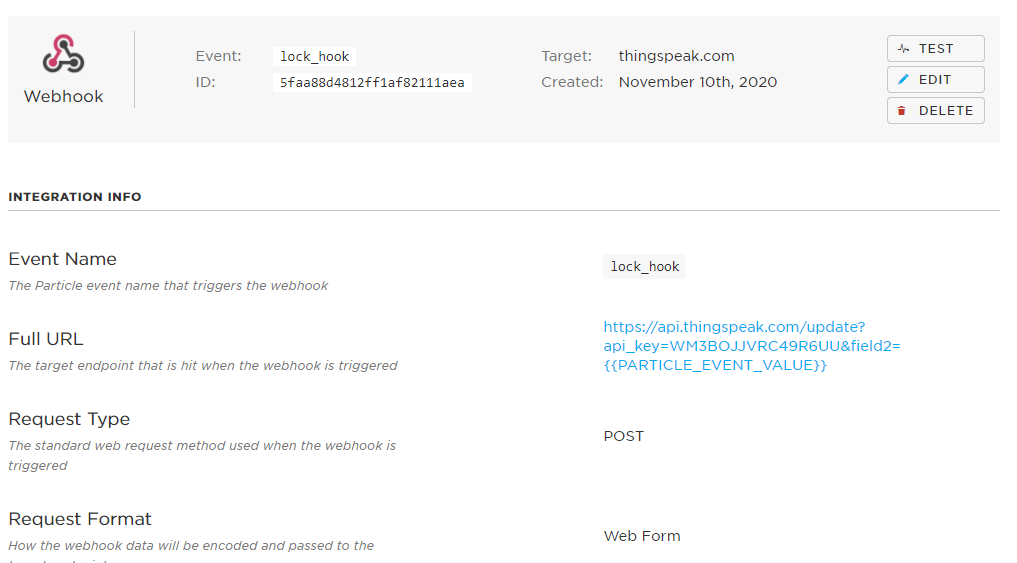 Webhook
Event: lock_hook
ID: 5faa88d4812ff1af82111aea
Target: thingspeak.com
Created: November 10th, 2020
TEST
EDIT
DELETE
INTEGRATION INFO
Event Name
The Particle event name that triggers the webhook
lock_hook
Full URL
The target endpoint that is hit when the webhook is triggered
https://api.thingspeak.com/update?
api_key=WM3BOJJVRC49R6UU&field2=
{{PARTICLE_EVENT_VALUE}}
Request Type
The standard web request method used when the webhook is
triggered
POST
Request Format
How the webhook data will be encoded and passed to the
Web Form